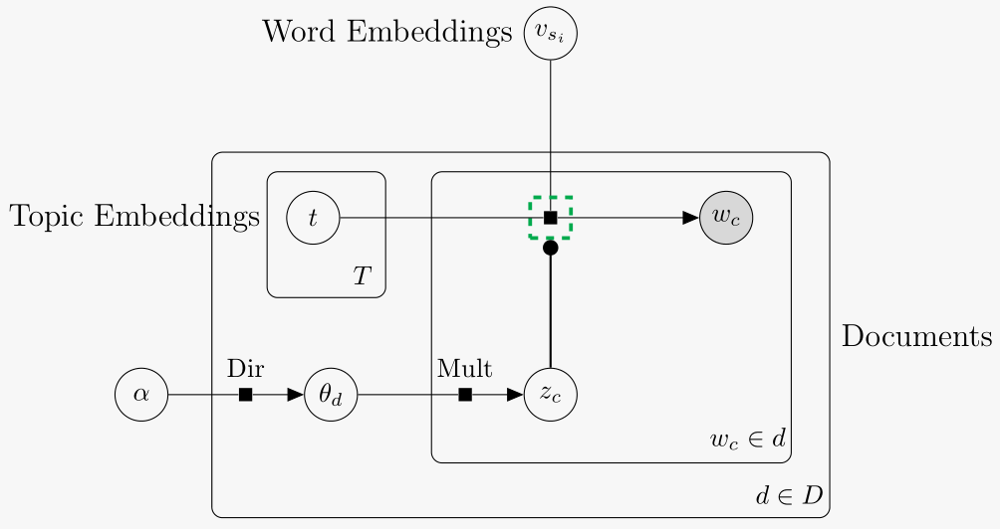 Word Embeddings
v_{s_i}
Topic Embeddings
t
w_c
T
Documents
Dir
Mult
α
θ_d
z_c
w_c ∈ d
d ∈ D